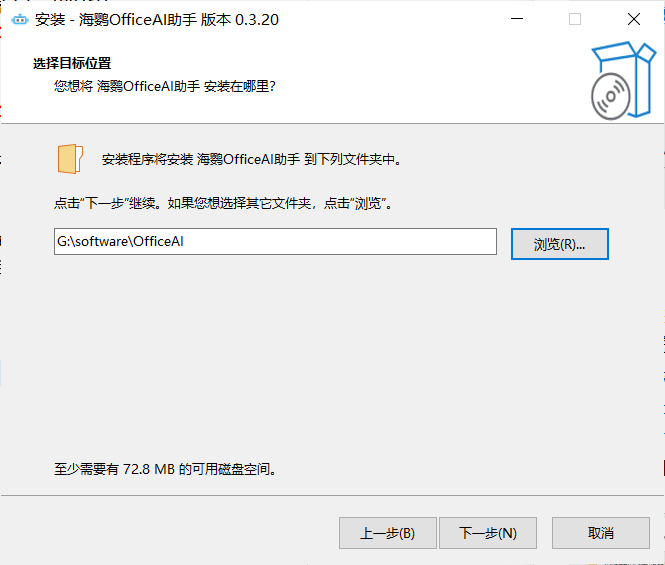 安装 - 海鹦OfficeAI助手 版本 0.3.20
选择目标位置
您想将 海鹦OfficeAI助手 安装在哪里?
安装程序将安装 海鹦OfficeAI助手 到下列文件夹中。
点击“下一步”继续。如果您想选择其它文件夹，点击“浏览”。
G:\software\OfficeAI
浏览(R)...
至少需要有 72.8 MB 的可用磁盘空间。
上一步(B)
下一步(N)
取消